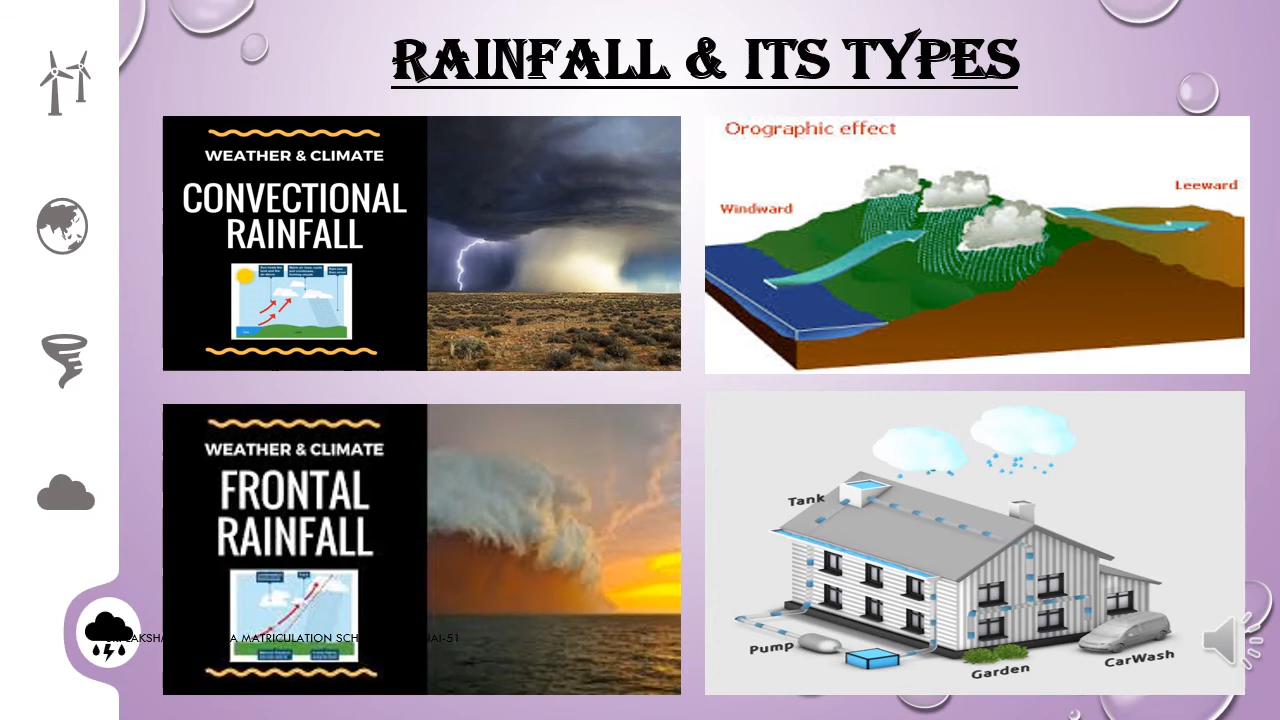 RAINFALL & ITS TYPES
WEATHER & CLIMATE
CONVECTIONAL
RAINFALL
Orographic effect
Windward
Leeward
WEATHER & CLIMATE
FRONTAL
RAINFALL
Tank
Pump
Garden
CarWash
A MATRICULATION